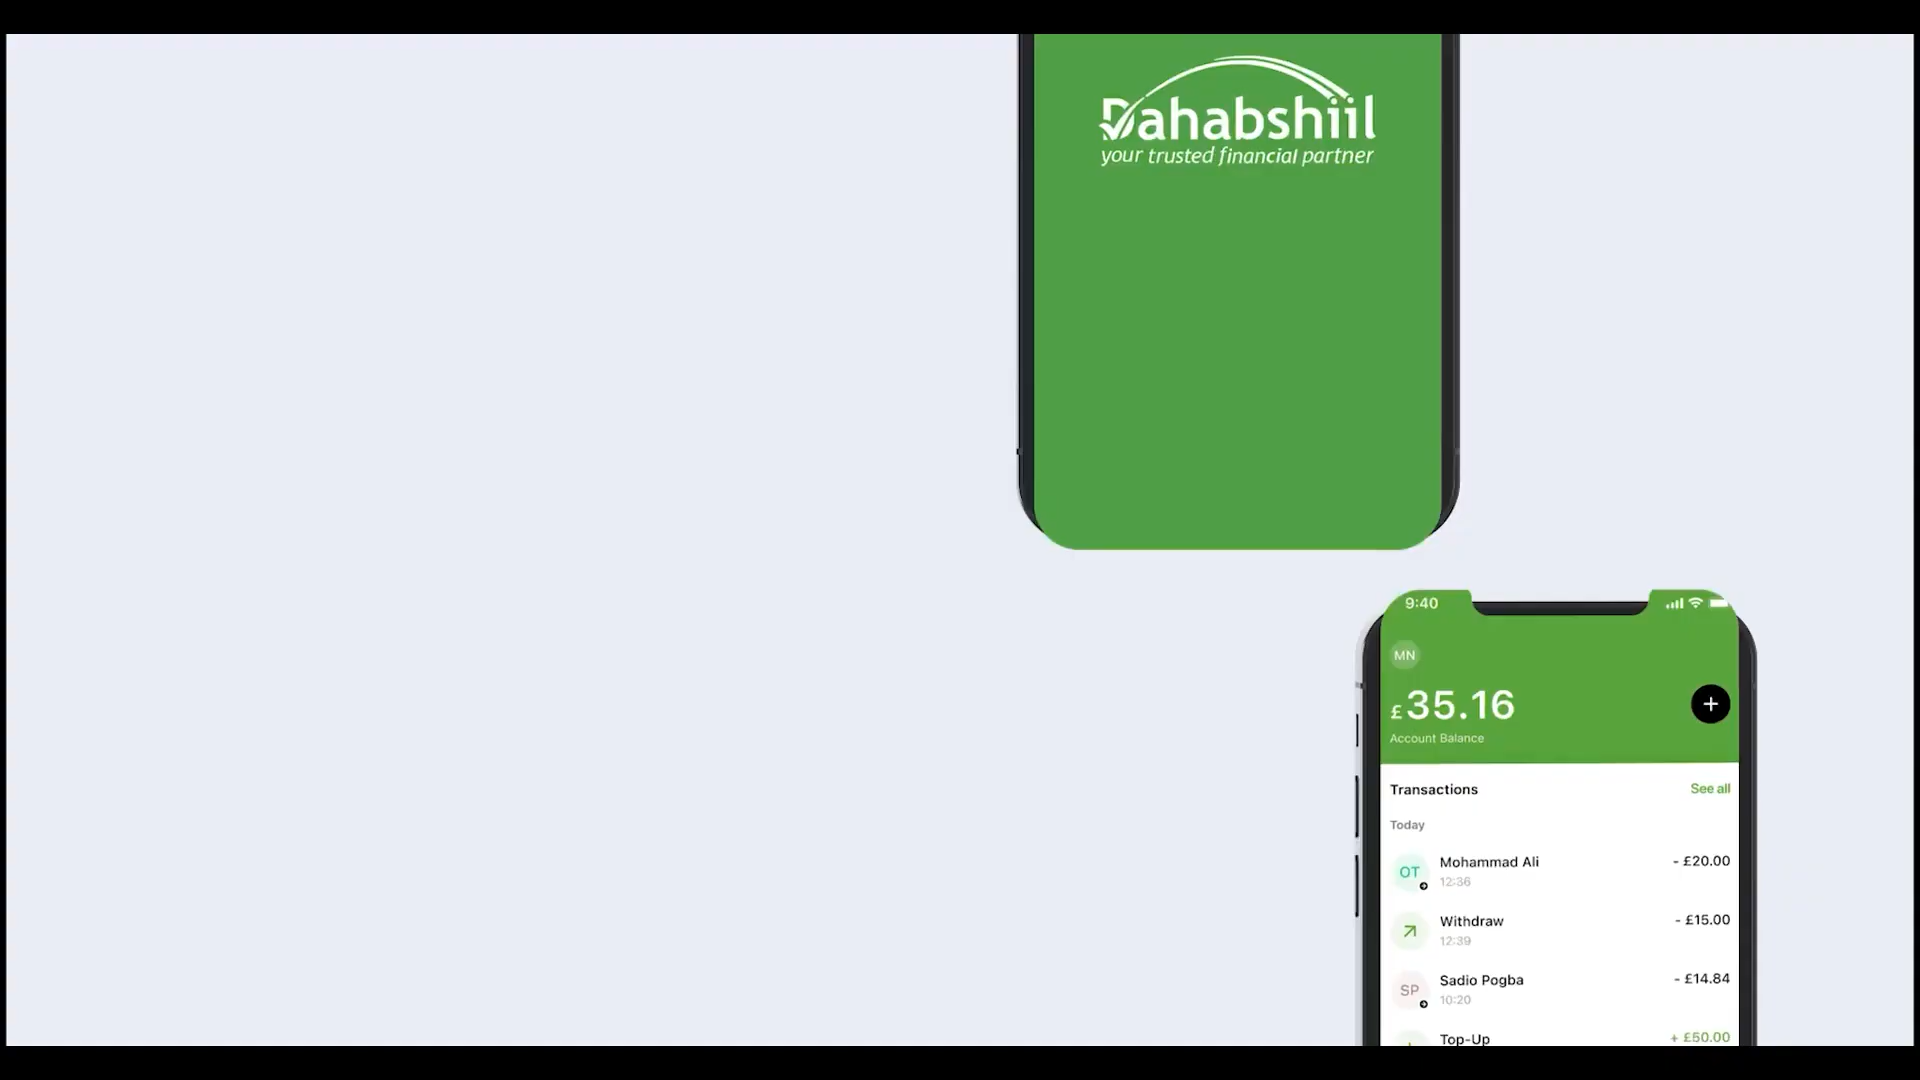 Dahabshiil
your trusted financial partner
9:40
MN
£35.16
+
Account Balance
Transactions See all
Today
OT Mohammad Ali - £20.00
12:36
Withdraw - £15.00
12:39
SP Sadio Pogba - £14.84
10:20
Top-Up + £50.00